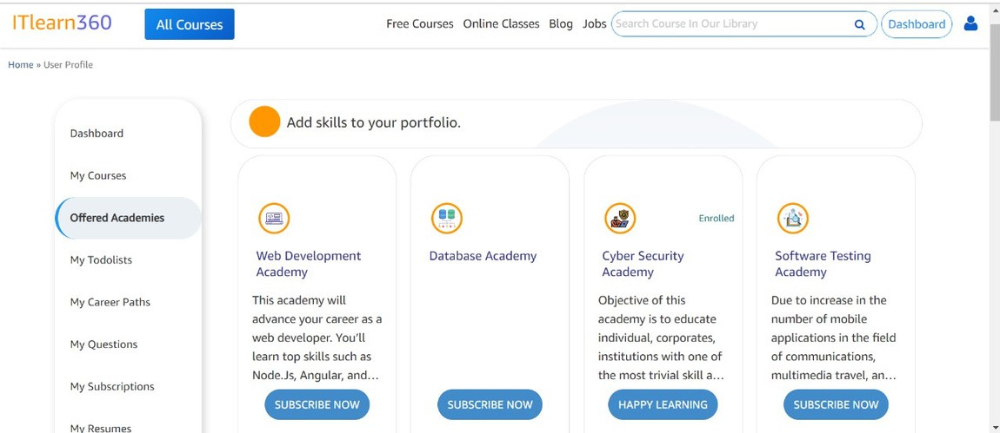 ITlearn360
All Courses
Free Courses Online Classes Blog Jobs
Search Course In Our Library
Dashboard
Home » User Profile
Dashboard
My Courses
Offered Academies
My Todolists
My Career Paths
My Questions
My Subscriptions
My Resumes
Add skills to your portfolio.
Web Development
Academy
This academy will
advance your career as a
web developer. You'll
learn top skills such as
Node.Js, Angular, and...
SUBSCRIBE NOW
Database Academy
SUBSCRIBE NOW
Enrolled
Cyber Security
Academy
Objective of this
academy is to educate
individual, corporates,
institutions with one of
the most trivial skill a...
HAPPY LEARNING
Software Testing
Academy
Due to increase in the
number of mobile
applications in the field
of communications,
multimedia travel, an...
SUBSCRIBE NOW